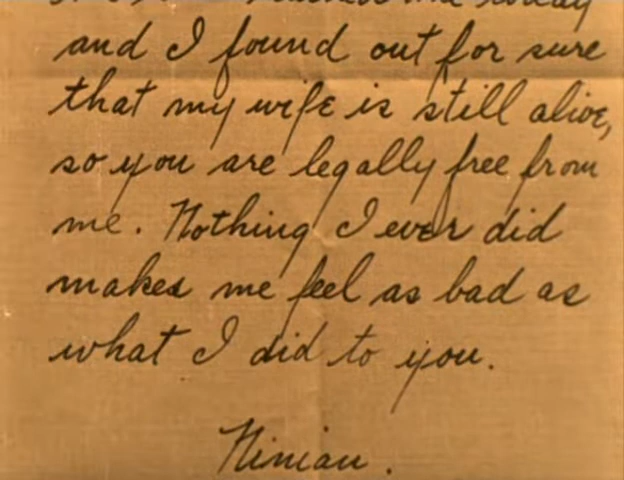 and I found out for sure
that my wife is still alive,
so you are legally free from
me. Nothing I ever did
makes me feel as bad as
what I did to you.
Ninian.